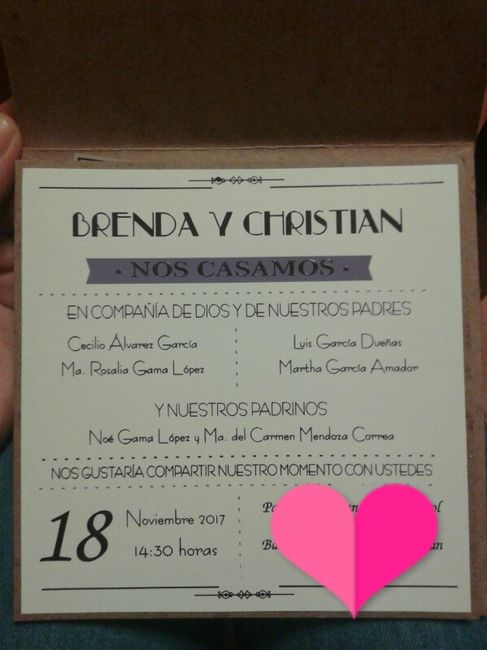 BRENDA Y CHRISTIAN
· NOS CASAMOS ·
EN COMPAÑÍA DE DIOS Y DE NUESTROS PADRES
Cecilio Álvarez García
Ma. Rosalia Gama López
Luis García Dueñas
Martha García Amador
Y NUESTROS PADRINOS
Noé Gama López y Ma. del Carmen Mendoza Correa
NOS GUSTARÍA COMPARTIR NUESTRO MOMENTO CON USTEDES
18
Noviembre 2017
14:30 horas